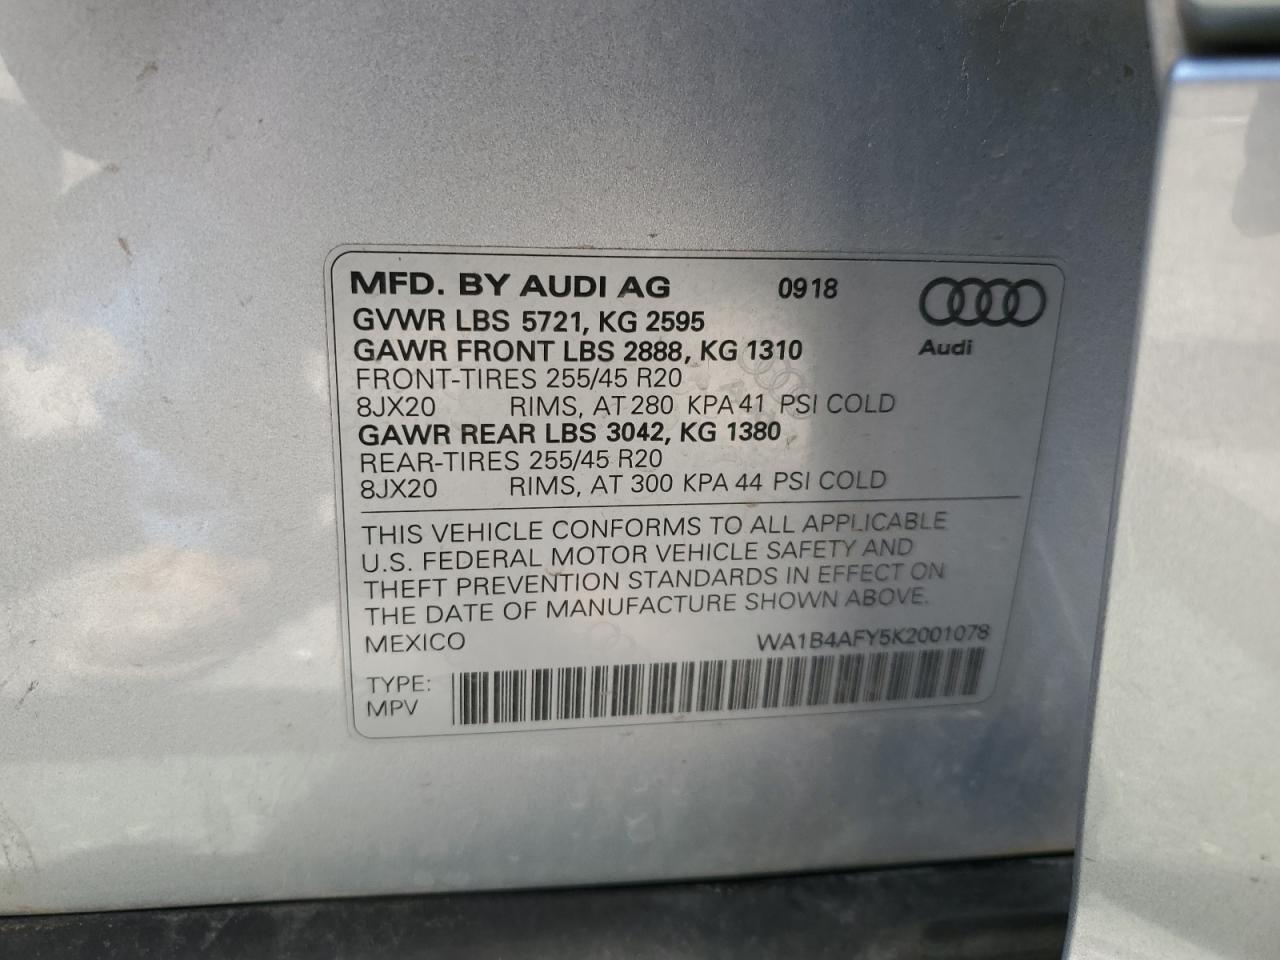 MFD. BY AUDI AG 0918
GVWR LBS 5721, KG 2595
GAWR FRONT LBS 2888, KG 1310
Audi
FRONT-TIRES 255/45 R20
8JX20 RIMS, AT 280 KPA 41 PSI COLD
GAWR REAR LBS 3042, KG 1380
REAR-TIRES 255/45 R20
8JX20 RIMS, AT 300 KPA 44 PSI COLD
THIS VEHICLE CONFORMS TO ALL APPLICABLE
U.S. FEDERAL MOTOR VEHICLE SAFETY AND
THEFT PREVENTION STANDARDS IN EFFECT ON
THE DATE OF MANUFACTURE SHOWN ABOVE.
MEXICO WA1B4AFY5K2001078
TYPE:
MPV